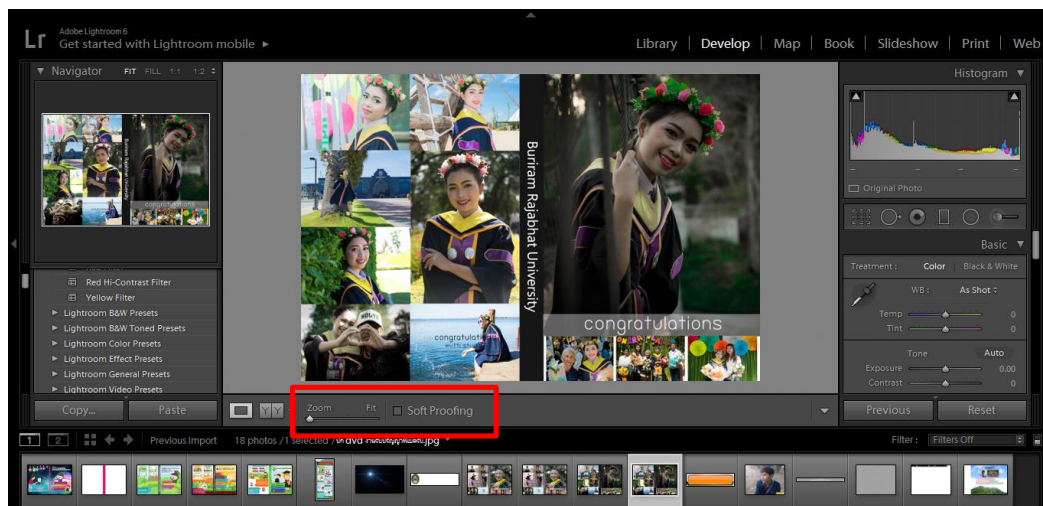 Lr
Adobe Lightroom 6
Get started with Lightroom mobile ►
Library | Develop | Map | Book | Slideshow | Print | Web
Navigator FIT FILL 1:1 1:2
Histogram
Original Photo
Basic
Treatment : Color Black & White
WB : As Shot
Temp 0
Tint 0
Tone Auto
Exposure 0.00
Contrast 0
Buriram Rajabhat University
congratulations
Red Hi-Contrast Filter
Yellow Filter
Lightroom B&W Presets
Lightroom B&W Toned Presets
Lightroom Color Presets
Lightroom Effect Presets
Lightroom General Presets
Lightroom Video Presets
Copy... Paste
YY
Zoom Fit
Soft Proofing
Previous Reset
1 2 Previous Import 18 photos / 1 selected / dvd .jpg
Filter : Filters Off